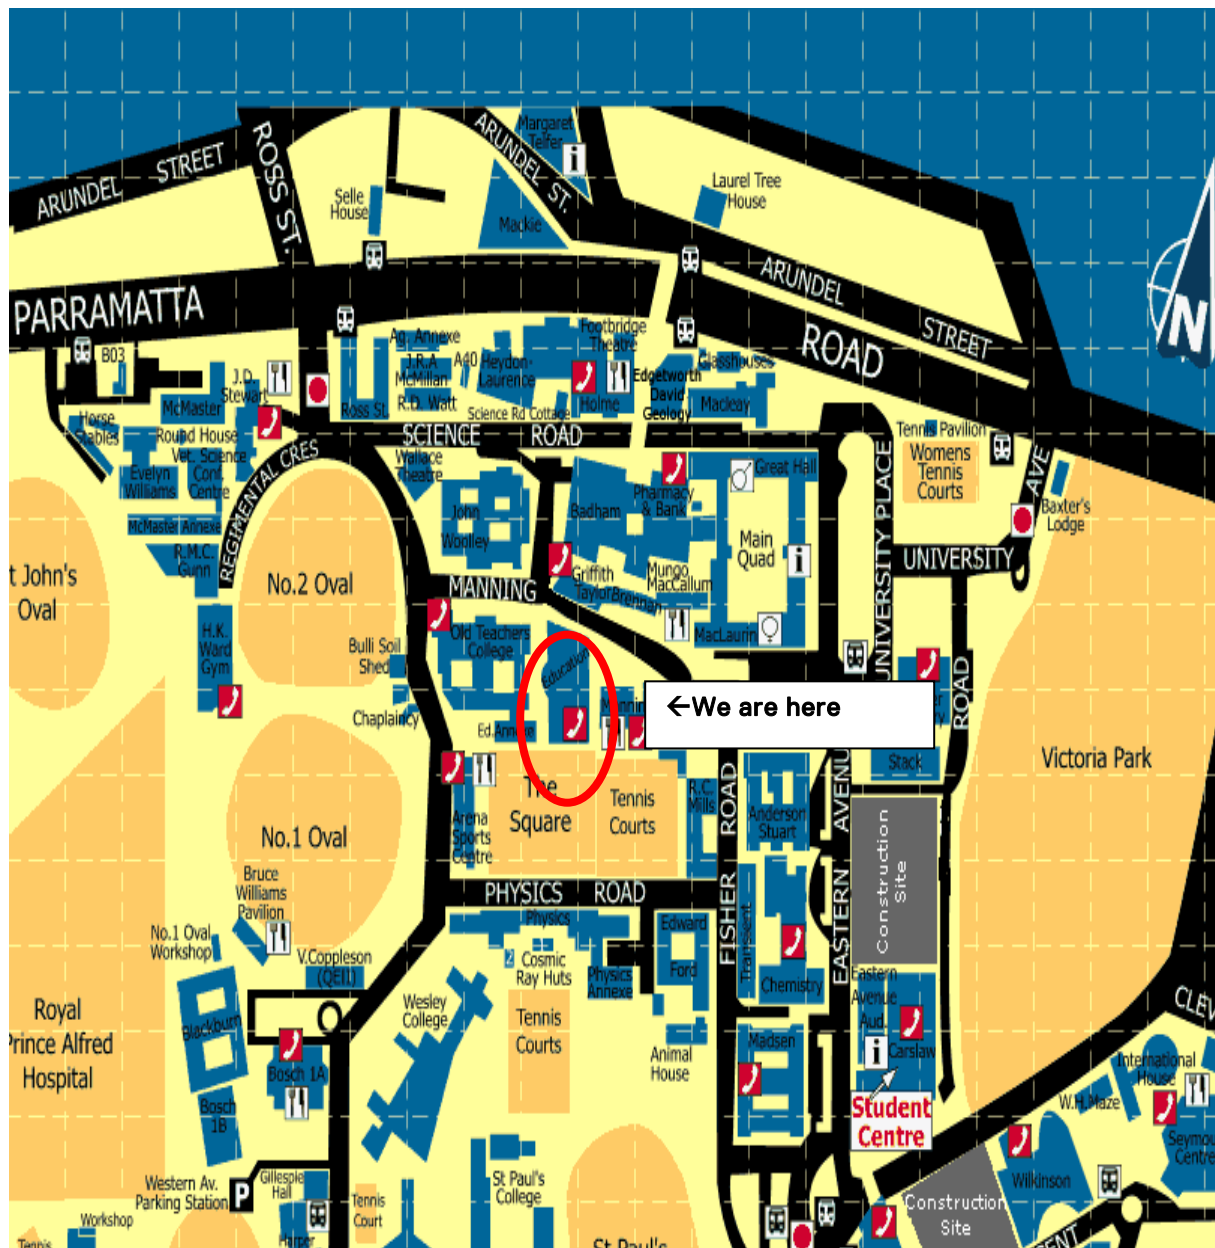 Margaret
Telfer
i
ARUNDEL ST.
ROSS ST.
ARUNDEL STREET
Selle
House
Mackie
Laurel Tree
House
ARUNDEL STREET
PARRAMATTA ROAD
N
B03
Ag. Annexe
J.R.A
McMillan
R.D. Watt
A40
Heydon-
Laurence
Footbridge
Theatre
Holme
Science Rd Cottage
Ross St.
Edgetworth
David
Geology
Glasshouses
Macleay
J.D.
Stewart
McMaster
Horse
Stables
Round House
Vet. Science
Conf.
Centre
Evelyn
Williams
McMaster Annexe
R.M.C.
Gunn
REGIMENTAL CRES
SCIENCE ROAD
Wallace
Theatre
John
Woolley
Badham
Pharmacy
& Bank
Great Hall
Main
Quad
i
UNIVERSITY PLACE
Tennis Pavilion
Womens
Tennis
Courts
AVE
Baxter's
Lodge
UNIVERSITY
t John's
Oval
No.2 Oval
MANNING
Griffith
Taylor
Brennan
Mungo
MacCallum
MacLaurin
H.K.
Ward
Gym
Bulli Soil
Shed
Chaplaincy
Old Teachers
College
Education
Ed.Annexe
←We are here
ROAD
Stack
Victoria Park
No.1 Oval
The
Square
Tennis
Courts
Arena
Sports
Centre
R.C.
Mills
FISHER ROAD
Anderson
Stuart
EASTERN AVENU
Construction
Site
Bruce
Williams
Pavilion
PHYSICS ROAD
No.1 Oval
Workshop
V.Coppleson
(QEII)
Physics
2
Cosmic
Ray Huts
Physics
Annexe
Edward
Ford
Transient
Chemistry
Eastern
Avenue
Aud.
Carslaw
i
Student
Centre
Royal
Prince Alfred
Hospital
Blackburn
Bosch 1A
Bosch
1B
Wesley
College
Tennis
Courts
Animal
House
Madsen
CLEV
International
House
W.H.Maze
Seymou
Centre
Wilkinson
Western Av.
Parking Station
P
Gillespie
Hall
Tennis
Court
St Paul's
College
Construction
Site
Workshop
Tennis
Harper
St Paul's
ENT